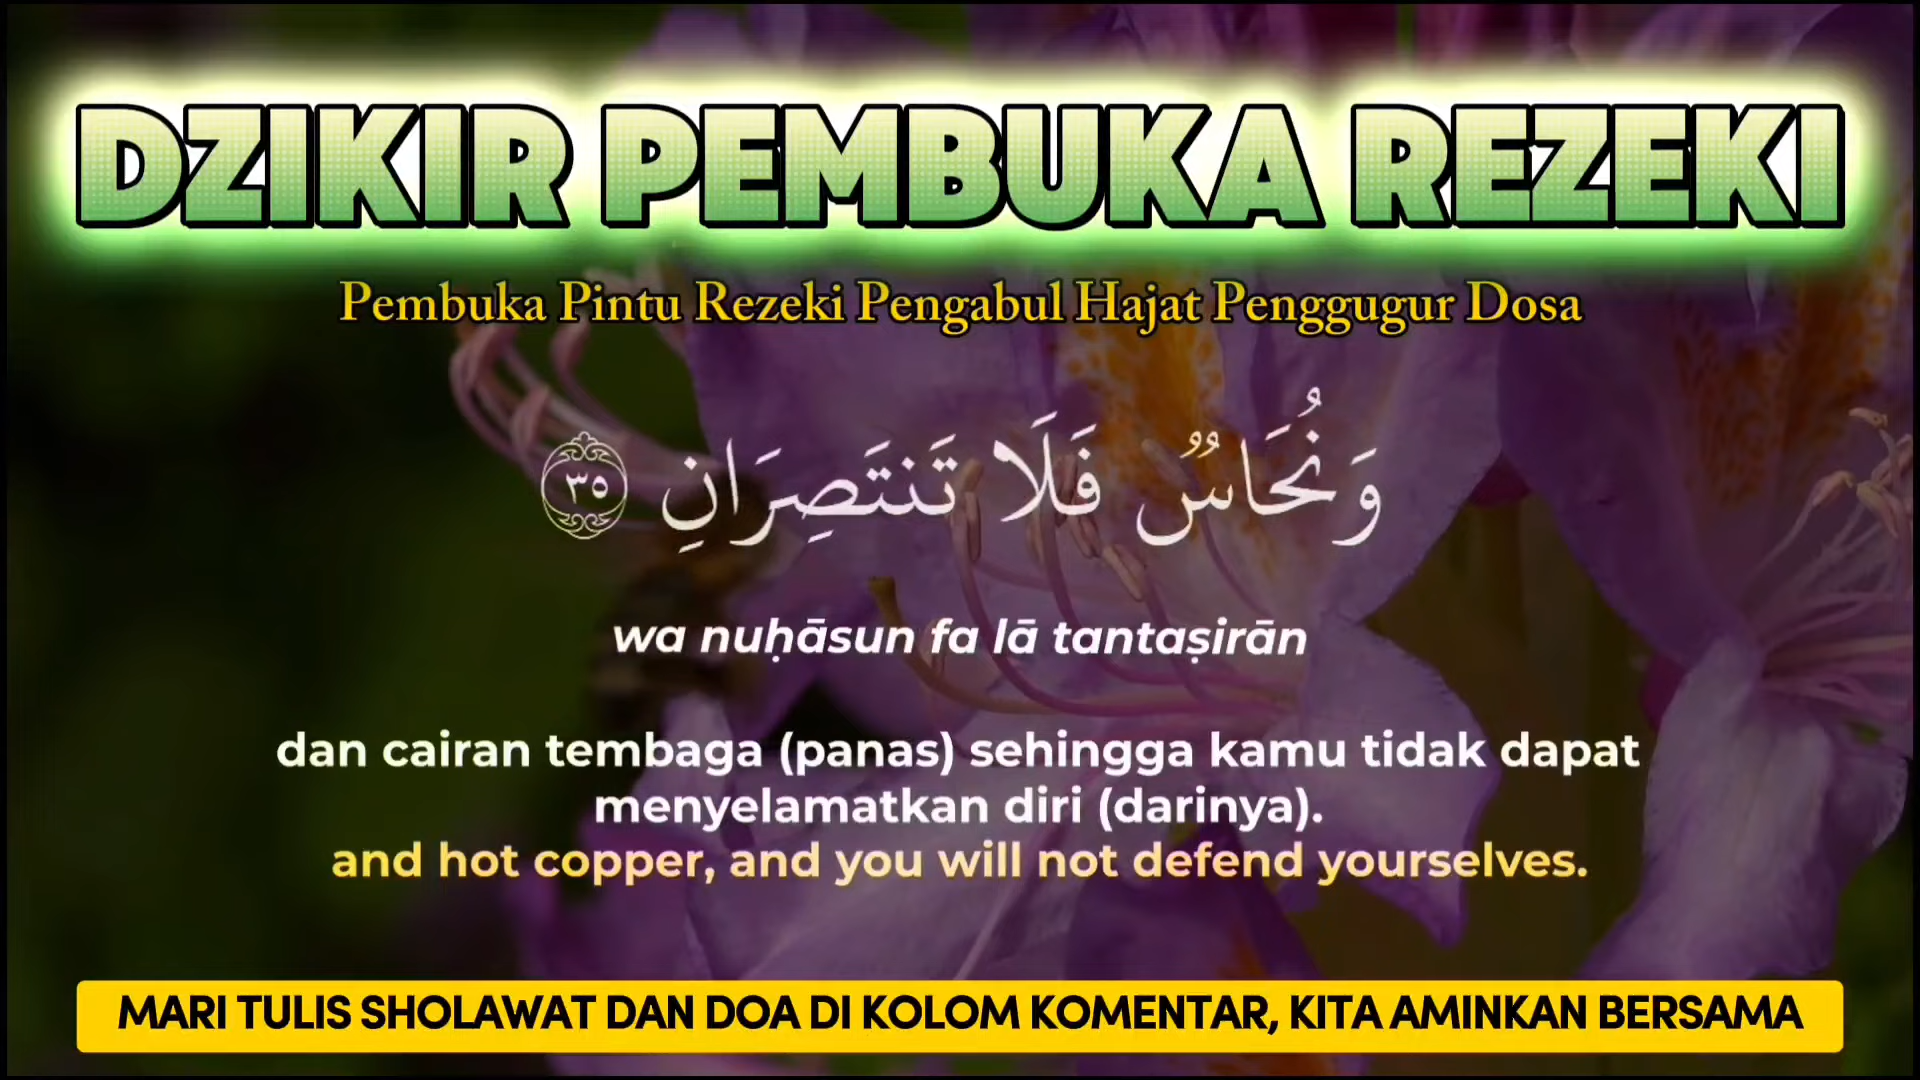 DZIKIR PEMBUKA REZEKI
Pembuka Pintu Rezeki Pengabul Hajat Penggugur Dosa
وَنُحَاسٌ فَلَا تَنتَصِرَانِ ٣٥
wa nuḥāsun fa lā tantaṣirān
dan cairan tembaga (panas) sehingga kamu tidak dapat
menyelamatkan diri (darinya).
and hot copper, and you will not defend yourselves.
MARI TULIS SHOLAWAT DAN DOA DI KOLOM KOMENTAR, KITA AMINKAN BERSAMA